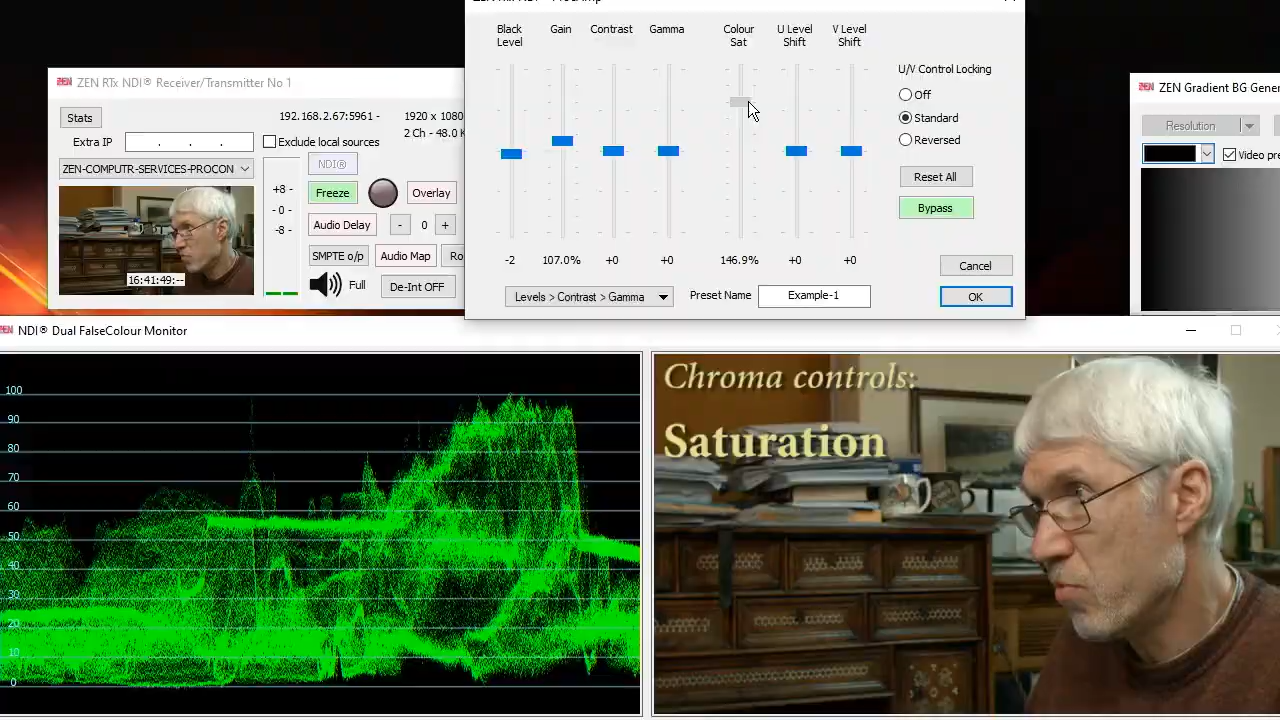 Black Level
Gain
Contrast
Gamma
Colour Sat
U Level Shift
V Level Shift
U/V Control Locking
Off
Standard
Reversed
Reset All
Bypass
-2
107.0%
+0
+0
146.9%
+0
+0
Cancel
Levels > Contrast > Gamma
Preset Name
Example-1
OK
ZEN ZEN RTx NDI® Receiver/Transmitter No 1
Stats
192.168.2.67:5961 -
1920 x 1080
2 Ch - 48.0 K
Extra IP
. . .
Exclude local sources
ZEN-COMPUTR-SERVICES-PROCON
NDI®
Freeze
Overlay
+8 -
- 0 -
-8 -
Audio Delay
-
0
+
SMPTE o/p
Audio Map
Ro
Full
De-Int OFF
16:41:49:--
ZEN ZEN Gradient BG Gener
Resolution
Video pre
ZEN NDI® Dual FalseColour Monitor
100
90
80
70
60
50
40
30
20
10
0
Chroma controls:
Saturation